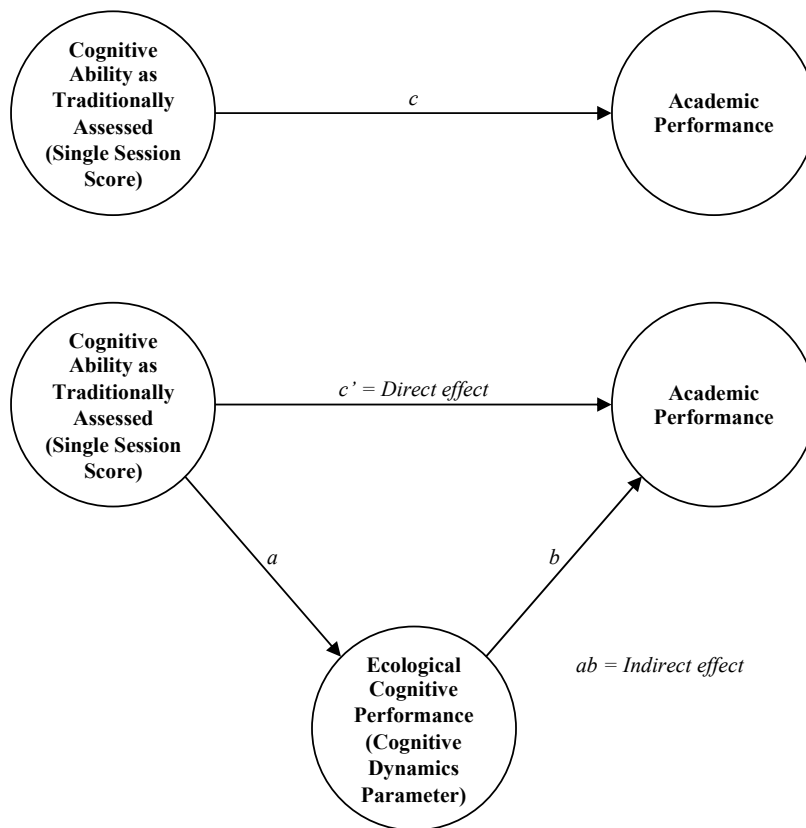 Cognitive
Ability as
Traditionally
Assessed
(Single Session
Score)
c
Academic
Performance
Cognitive
Ability as
Traditionally
Assessed
(Single Session
Score)
c’ = Direct effect
Academic
Performance
a
b
Ecological
Cognitive
Performance
(Cognitive
Dynamics
Parameter)
ab = Indirect effect